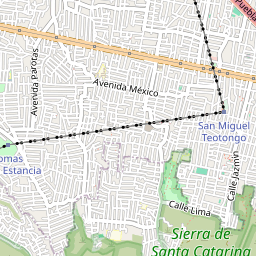 Puebla
Avenida Parotas
Avenida México
San Miguel
Teotongo
omas
Estancia
Calle Jazmín
Calle Lima
Sierra de
Santa Catarina